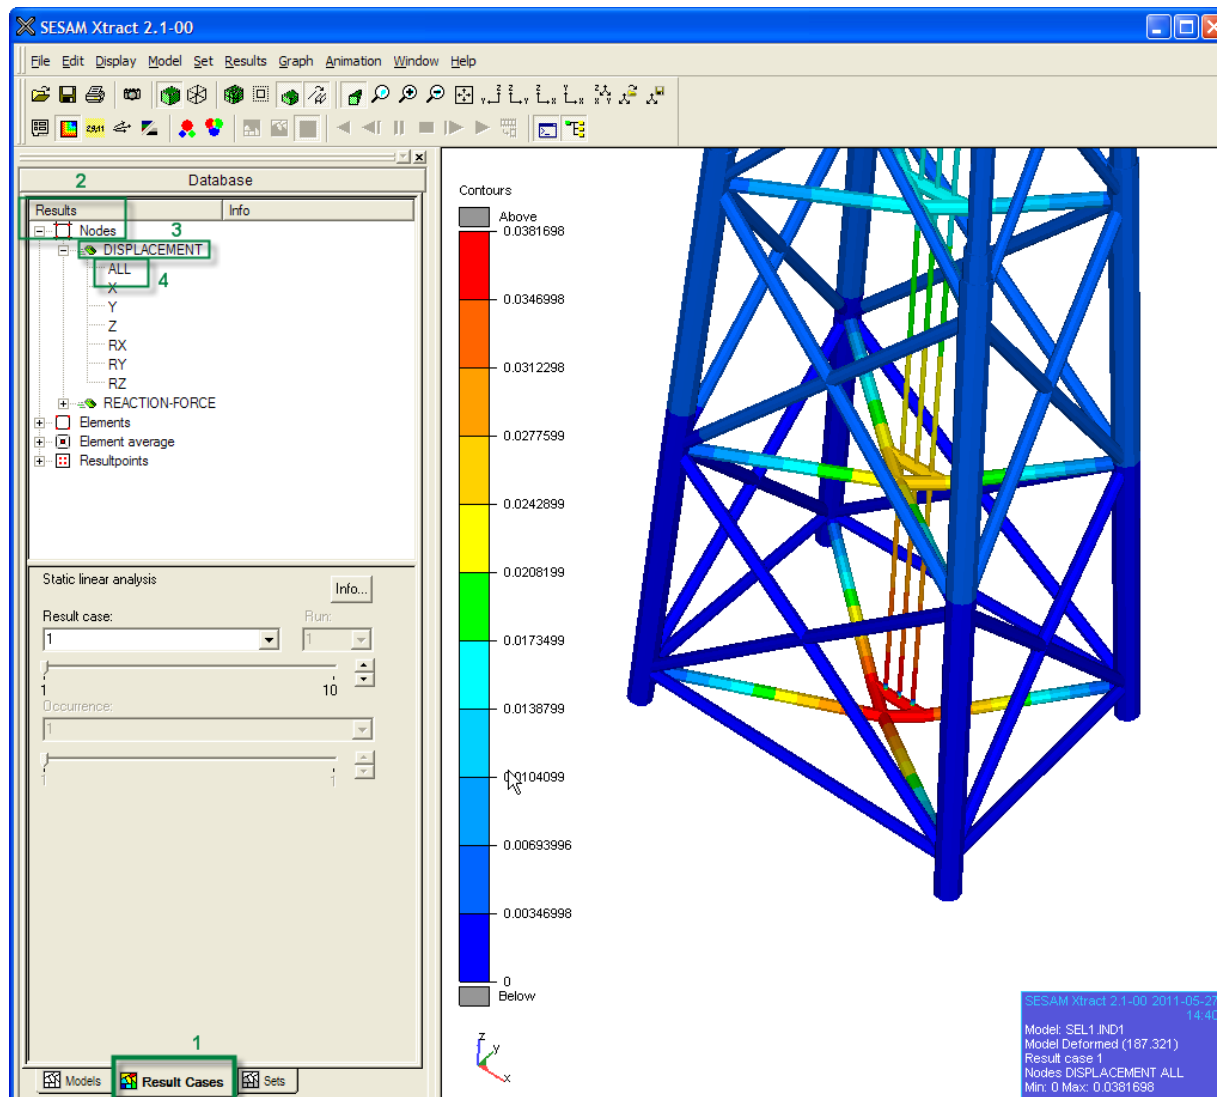 SESAM Xtract 2.1-00
File Edit Display Model Set Results Graph Animation Window Help
2 Database
Results Info
Nodes 3
DISPLACEMENT
ALL 4
X
Y
Z
RX
RY
RZ
REACTION-FORCE
Elements
Element average
Resultpoints
Static linear analysis
Info...
Result case: Run:
1 1
1 10
Occurrence:
1
1 1
1
Models Result Cases Sets
Contours
Above
0.0381698
0.0346998
0.0312298
0.0277599
0.0242899
0.0208199
0.0173499
0.0138799
0.0104099
0.00693996
0.00346998
0
Below
Z
Y
X
SESAM Xtract 2.1-00 2011-05-27
14:40
Model: SEL1.IND1
Model Deformed (187.321)
Result case 1
Nodes DISPLACEMENT ALL
Min: 0 Max: 0.0381698